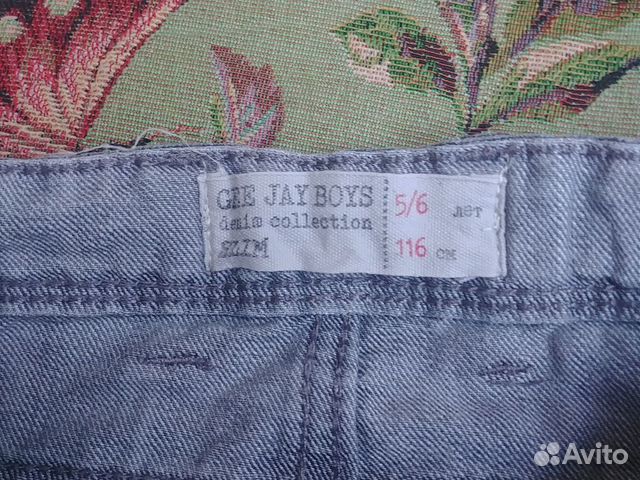 GEE JAY BOYS
denim collection
SLIM
5/6 лет
116 см
Avito